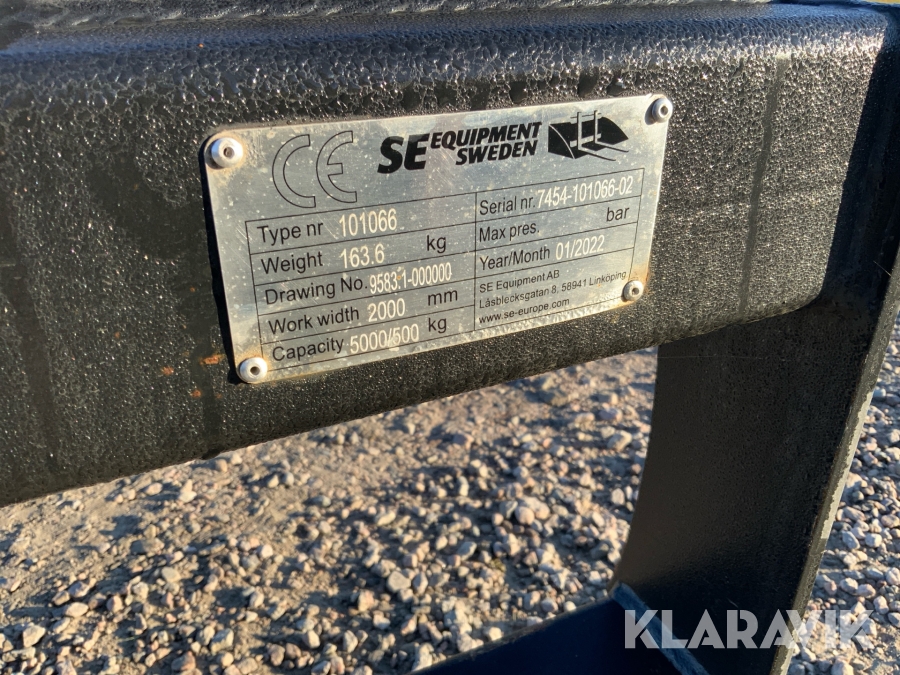 CE SE EQUIPMENT SWEDEN
Type nr 101066
Weight 163.6 kg
Drawing No. 9583.1-000000
Work width 2000 mm
Capacity 5000/500 kg
Serial nr. 7454-101066-02
Max pres. bar
Year/Month 01/2022
SE Equipment AB
Låsblecksgatan 8, 58941 Linköping
www.se-europe.com
KLARAVIK